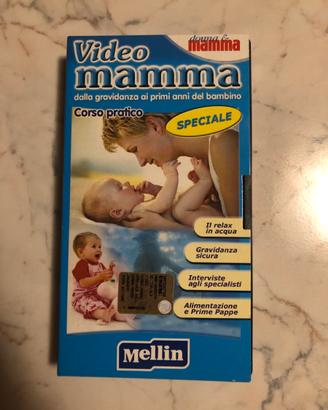 donna &
mamma
Video
mamma
dalla gravidanza ai primi anni del bambino
Corso pratico
SPECIALE
Il relax
in acqua
Gravidanza
sicura
Interviste
agli specialisti
Alimentazione
e Prime Pappe
Mellin